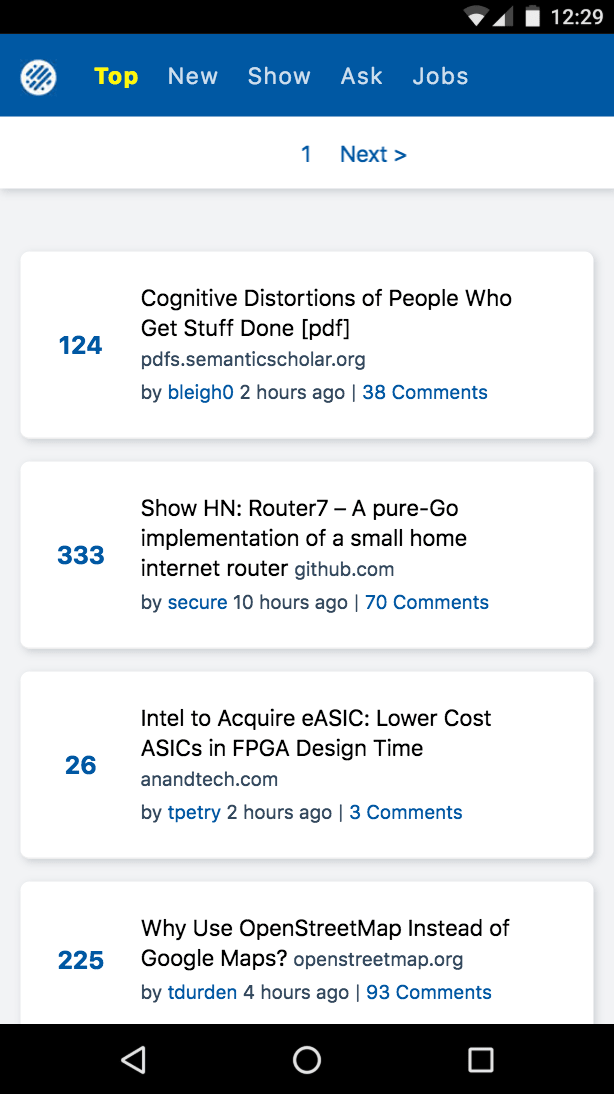 12:29
Top New Show Ask Jobs
1 Next >
124
Cognitive Distortions of People Who
Get Stuff Done [pdf]
pdfs.semanticscholar.org
by bleigh0 2 hours ago | 38 Comments
333
Show HN: Router7 – A pure-Go
implementation of a small home
internet router github.com
by secure 10 hours ago | 70 Comments
26
Intel to Acquire eASIC: Lower Cost
ASICs in FPGA Design Time
anandtech.com
by tpetry 2 hours ago | 3 Comments
225
Why Use OpenStreetMap Instead of
Google Maps? openstreetmap.org
by tdurden 4 hours ago | 93 Comments